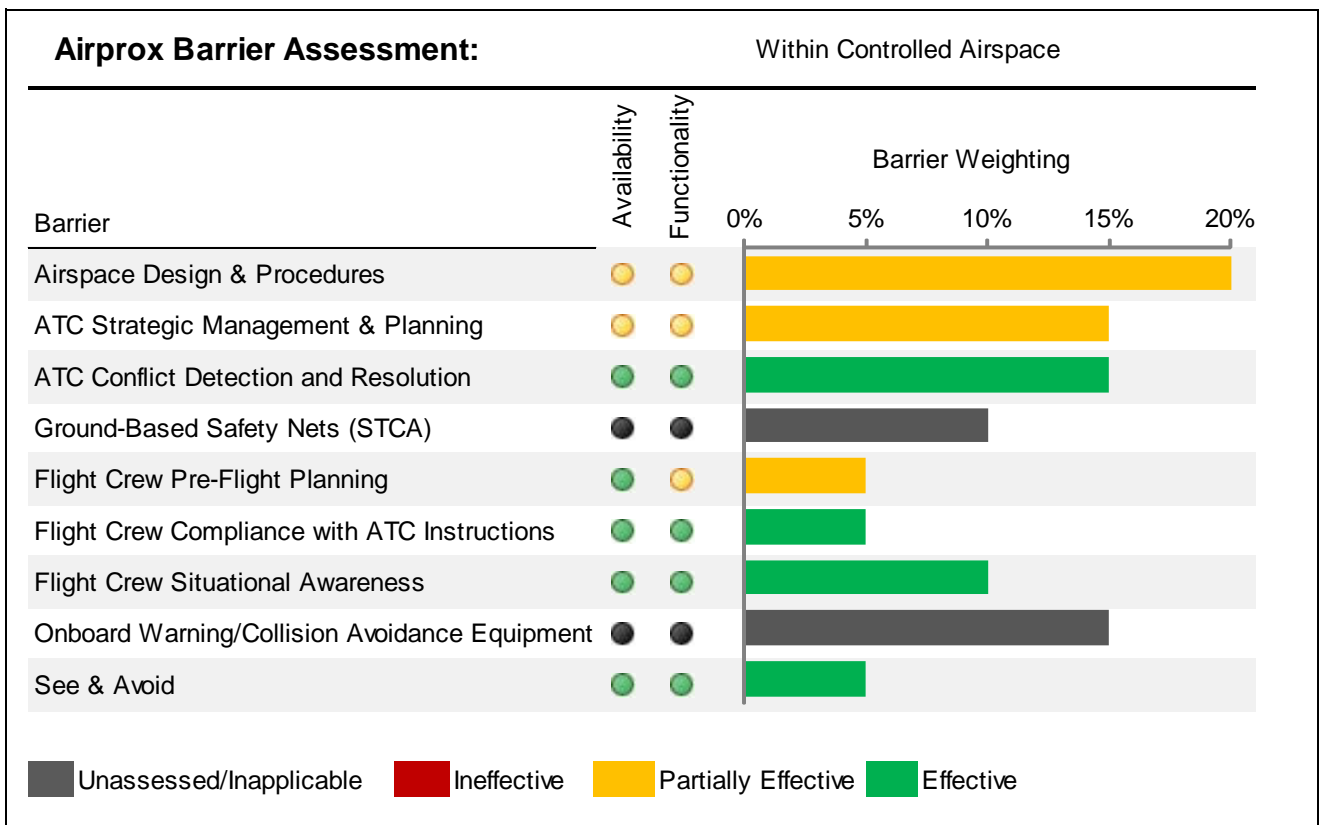 Airprox Barrier Assessment: Within Controlled Airspace
Availability
Functionality
Barrier Weighting
Barrier
0% 5% 10% 15% 20%
Airspace Design & Procedures
ATC Strategic Management & Planning
ATC Conflict Detection and Resolution
Ground-Based Safety Nets (STCA)
Flight Crew Pre-Flight Planning
Flight Crew Compliance with ATC Instructions
Flight Crew Situational Awareness
Onboard Warning/Collision Avoidance Equipment
See & Avoid
Unassessed/Inapplicable Ineffective Partially Effective Effective